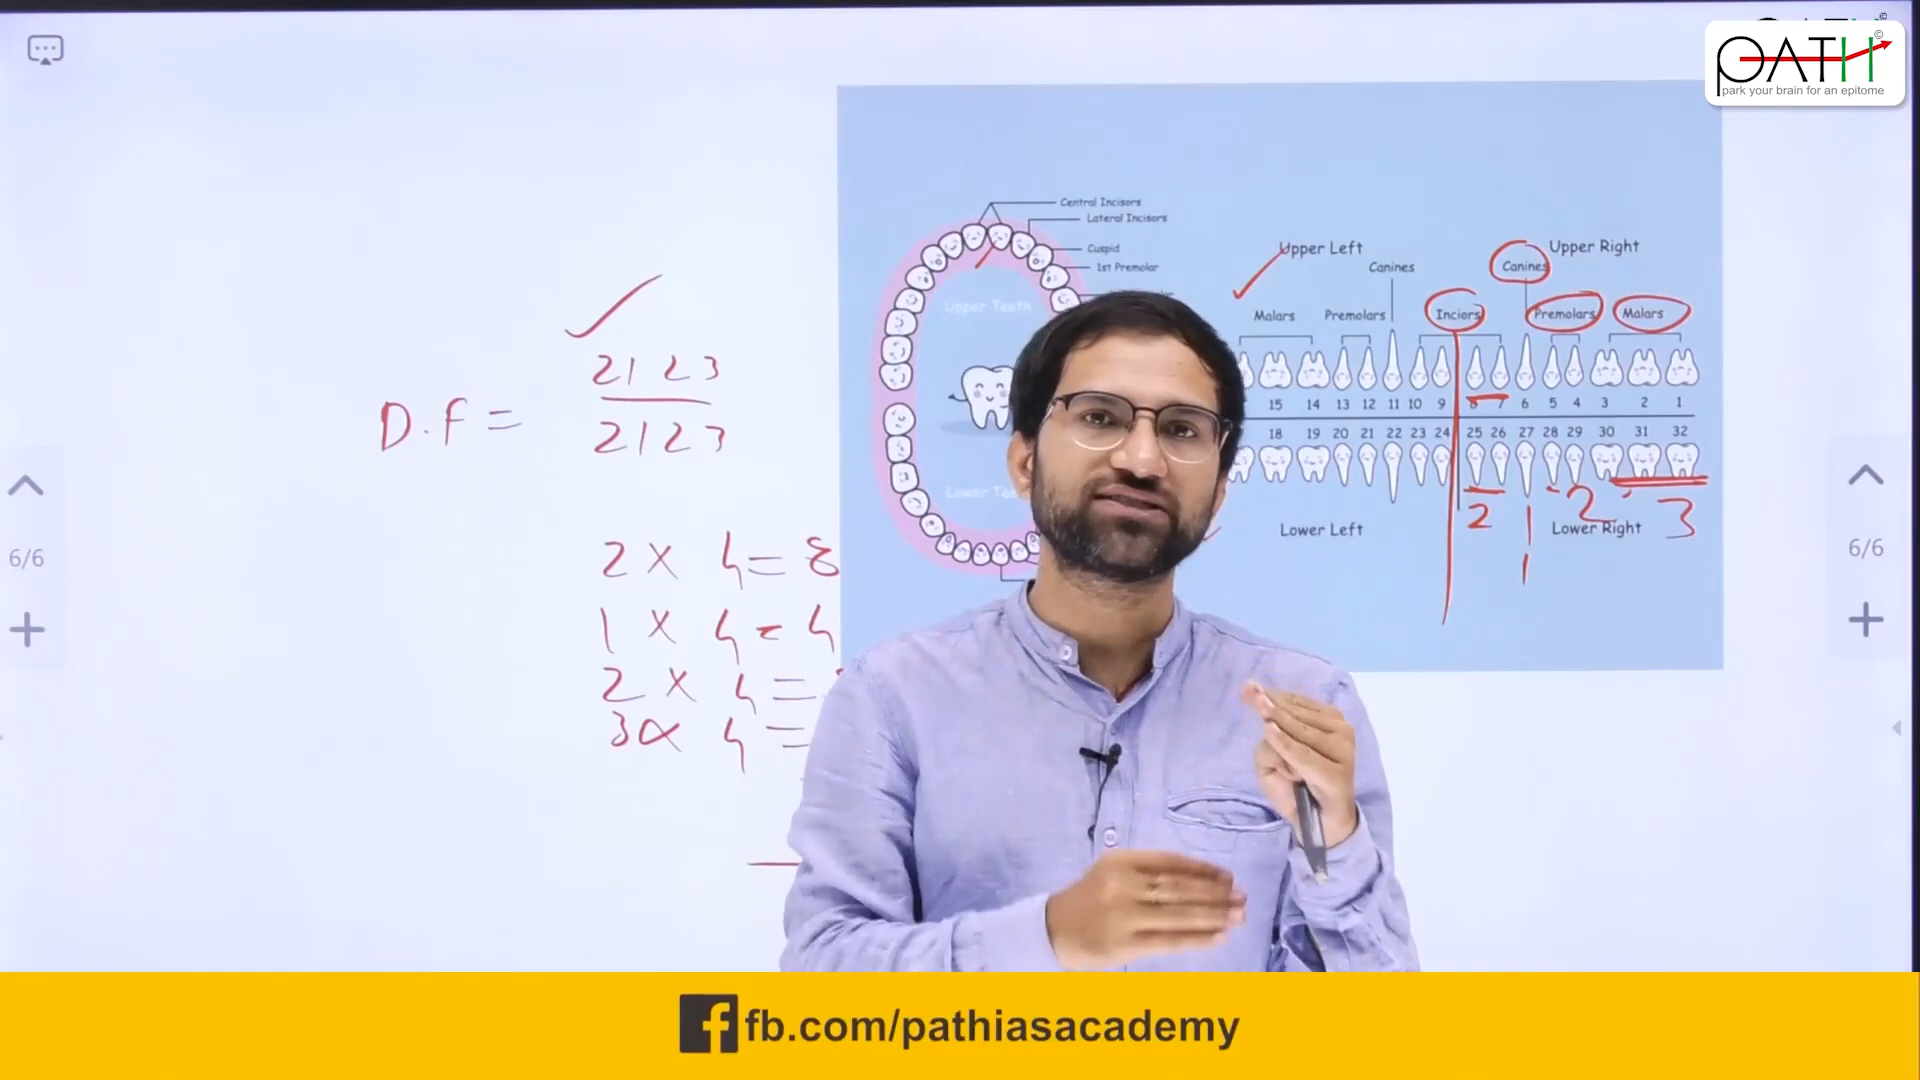 PATH
park your brain for an epitome
Central Incisors
Lateral Incisors
Cuspid
1st Premolar
Upper Teeth
Upper Left
Upper Right
Canines
Canines
Malars
Premolars
Inciors
Premolars
Malars
15 14 13 12 11 10 9 8 7 6 5 4 3 2 1
18 19 20 21 22 23 24 25 26 27 28 29 30 31 32
Lower Left
Lower Right
2 1 2 3
1
2123
D.F =
2123
2 X 4 = 8
1 X 4 = 4
2 X 4 =
3 X 4 =
6/6
6/6
fb.com/pathiasacademy